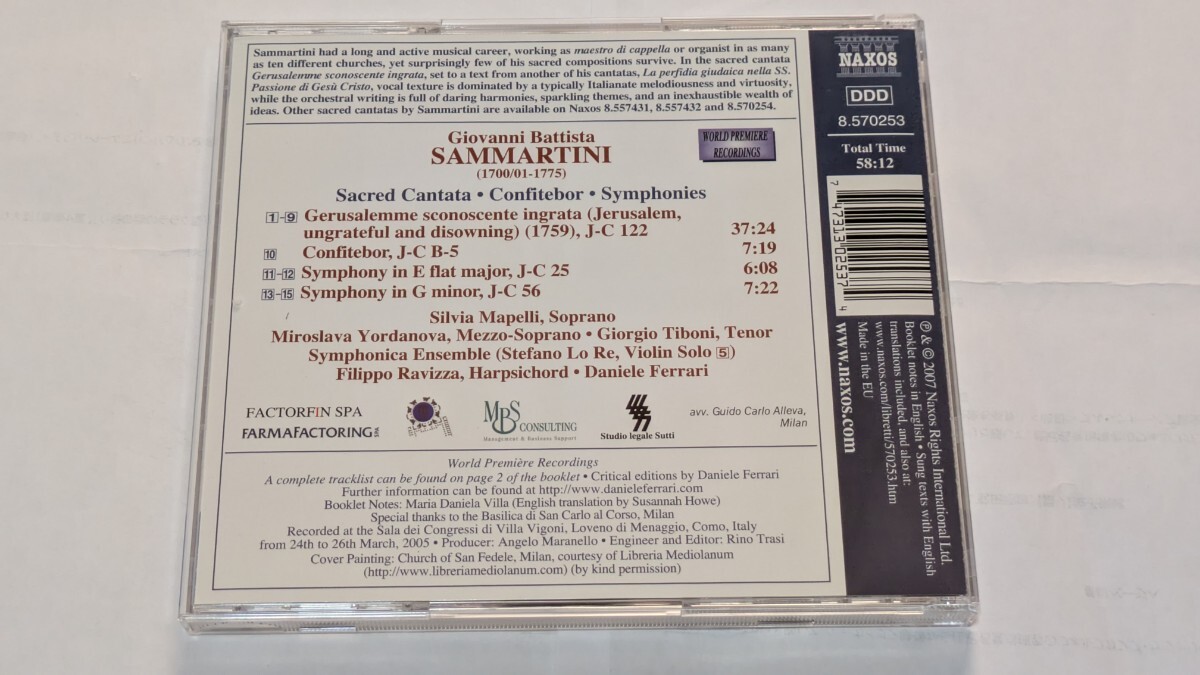 Sammartini had a long and active musical career, working as maestro di cappella or organist in as many
as ten different churches, yet surprisingly few of his sacred compositions survive. In the sacred cantata
Gerusalemme sconoscente ingrata, set to a text from another of his cantatas, La perfidia giudaica nella SS.
Passione di Gesù Cristo, vocal texture is dominated by a typically Italianate melodiousness and virtuosity,
while the orchestral writing is full of daring harmonies, sparkling themes, and an inexhaustible wealth of
ideas. Other sacred cantatas by Sammartini are available on Naxos 8.557431, 8.557432 and 8.570254.
Giovanni Battista
SAMMARTINI
(1700/01-1775)
WORLD PREMIERE
RECORDINGS
Sacred Cantata • Confitebor • Symphonies
1-9 Gerusalemme sconoscente ingrata (Jerusalem,
ungrateful and disowning) (1759), J-C 122 37:24
10 Confitebor, J-C B-5 7:19
11-12 Symphony in E flat major, J-C 25 6:08
13-15 Symphony in G minor, J-C 56 7:22
Silvia Mapelli, Soprano
Miroslava Yordanova, Mezzo-Soprano • Giorgio Tiboni, Tenor
Symphonica Ensemble (Stefano Lo Re, Violin Solo 5)
Filippo Ravizza, Harpsichord • Daniele Ferrari
FACTORFIN SPA
FARMAFACTORING SPA
MBS CONSULTING
Management & Business Support
Studio legale Sutti
avv. Guido Carlo Alleva,
Milan
World Première Recordings
A complete tracklist can be found on page 2 of the booklet • Critical editions by Daniele Ferrari
Further information can be found at http://www.danieleferrari.com
Booklet Notes: Maria Daniela Villa (English translation by Susannah Howe)
Special thanks to the Basilica di San Carlo al Corso, Milan
Recorded at the Sala dei Congressi di Villa Vigoni, Loveno di Menaggio, Como, Italy
from 24th to 26th March, 2005 • Producer: Angelo Maranello • Engineer and Editor: Rino Trasi
Cover Painting: Church of San Fedele, Milan, courtesy of Libreria Mediolanum
(http://www.libreriamediolanum.com) (by kind permission)
NAXOS
DDD
8.570253
Total Time
58:12
7 47313 02537 4
℗ & © 2007 Naxos Rights International Ltd.
Booklet notes in English • Sung texts with English
translations included, and also at:
www.naxos.com/libretti/570253.htm
Made in the EU
www.naxos.com